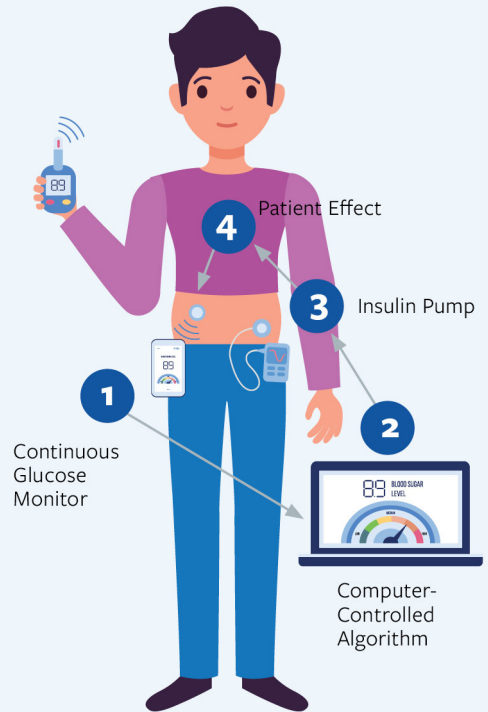 89
4
Patient Effect
3
Insulin Pump
89
1
2
Continuous
Glucose
Monitor
89 BLOOD SUGAR
LEVEL
Computer-
Controlled
Algorithm